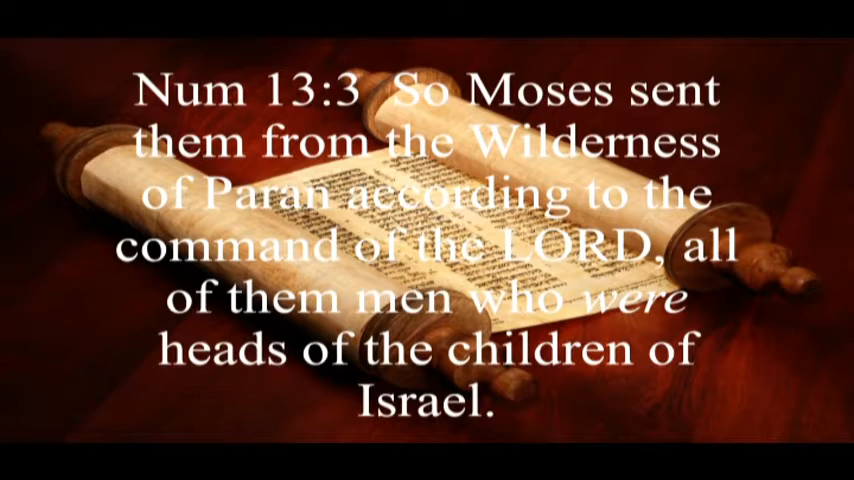 Num 13:3  So Moses sent
them from the Wilderness
of Paran according to the
command of the LORD, all
of them men who were
heads of the children of
Israel.